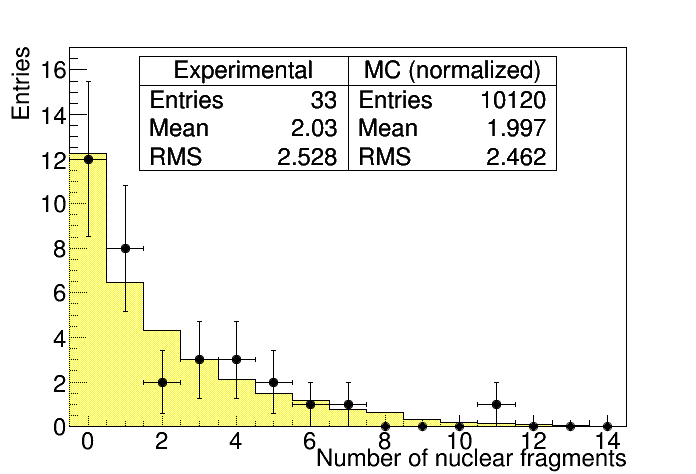 Entries
16
14
12
10
8
6
4
2
0
Experimental MC (normalized)
Entries 33 Entries 10120
Mean 2.03 Mean 1.997
RMS 2.528 RMS 2.462
0 2 4 6 8 10 12 14
Number of nuclear fragments